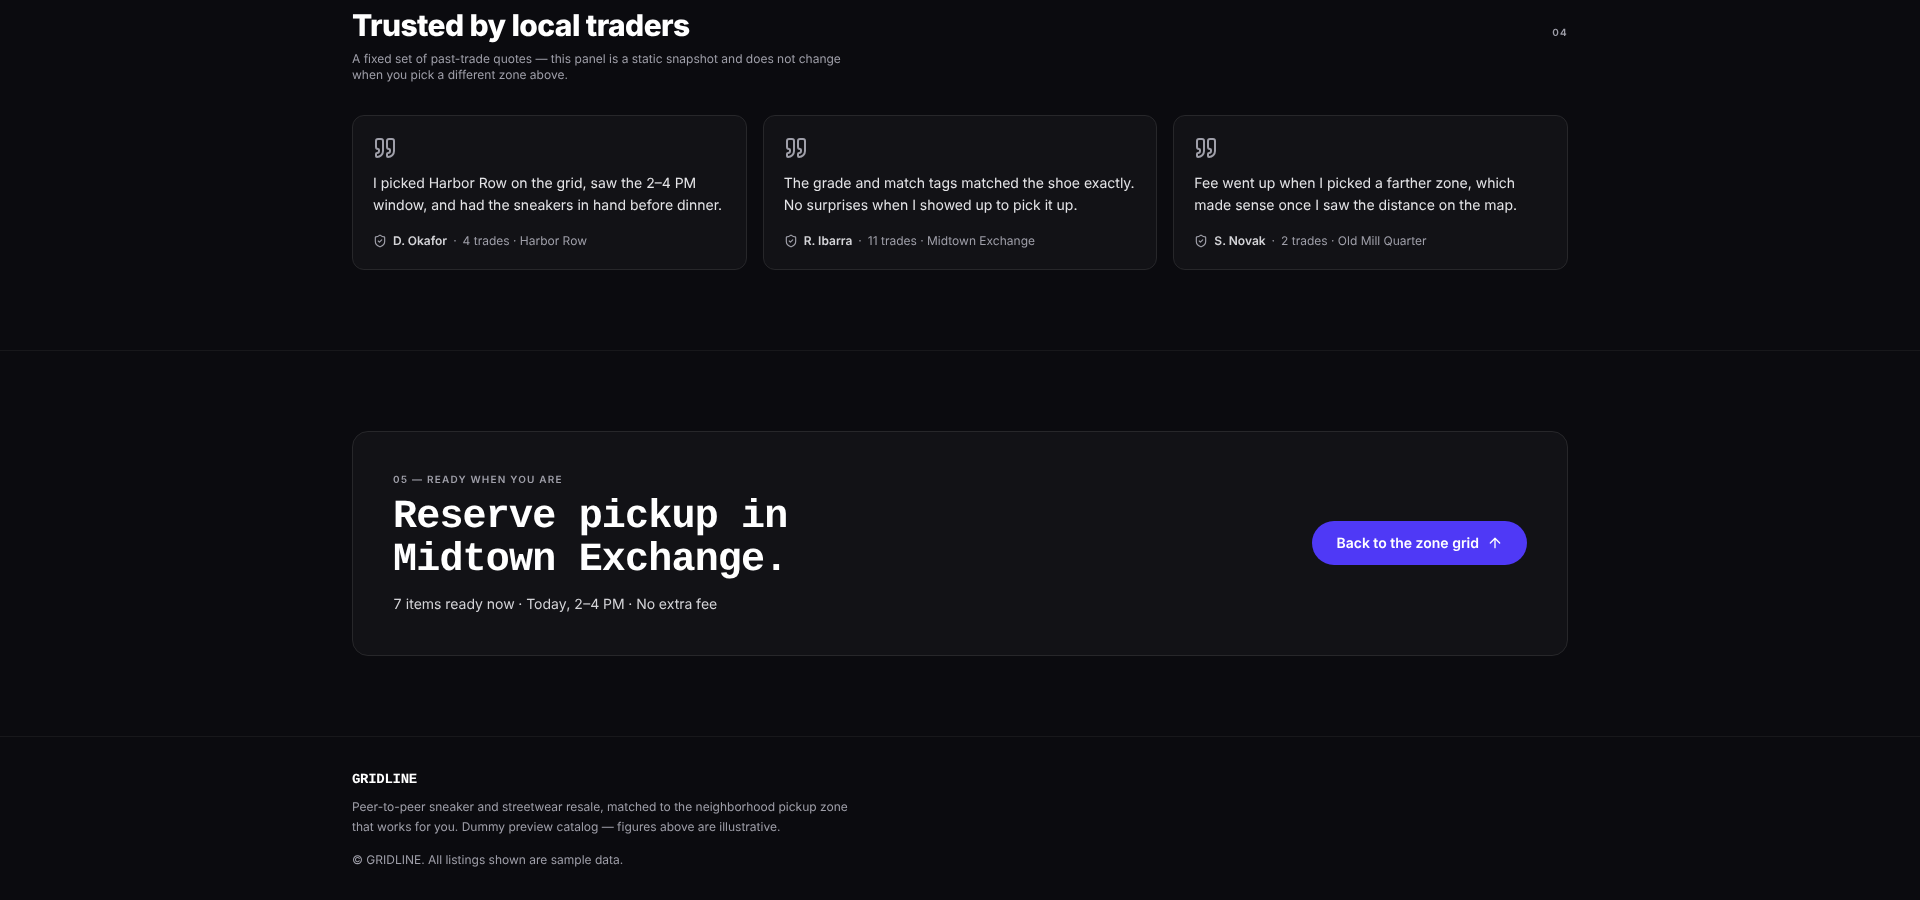 Trusted by local traders
04
A fixed set of past-trade quotes — this panel is a static snapshot and does not change
when you pick a different zone above.
I picked Harbor Row on the grid, saw the 2–4 PM
window, and had the sneakers in hand before dinner.
D. Okafor · 4 trades · Harbor Row
The grade and match tags matched the shoe exactly.
No surprises when I showed up to pick it up.
R. Ibarra · 11 trades · Midtown Exchange
Fee went up when I picked a farther zone, which
made sense once I saw the distance on the map.
S. Novak · 2 trades · Old Mill Quarter
05 — READY WHEN YOU ARE
Reserve pickup in
Midtown Exchange.
7 items ready now · Today, 2–4 PM · No extra fee
Back to the zone grid
GRIDLINE
Peer-to-peer sneaker and streetwear resale, matched to the neighborhood pickup zone
that works for you. Dummy preview catalog — figures above are illustrative.
© GRIDLINE. All listings shown are sample data.